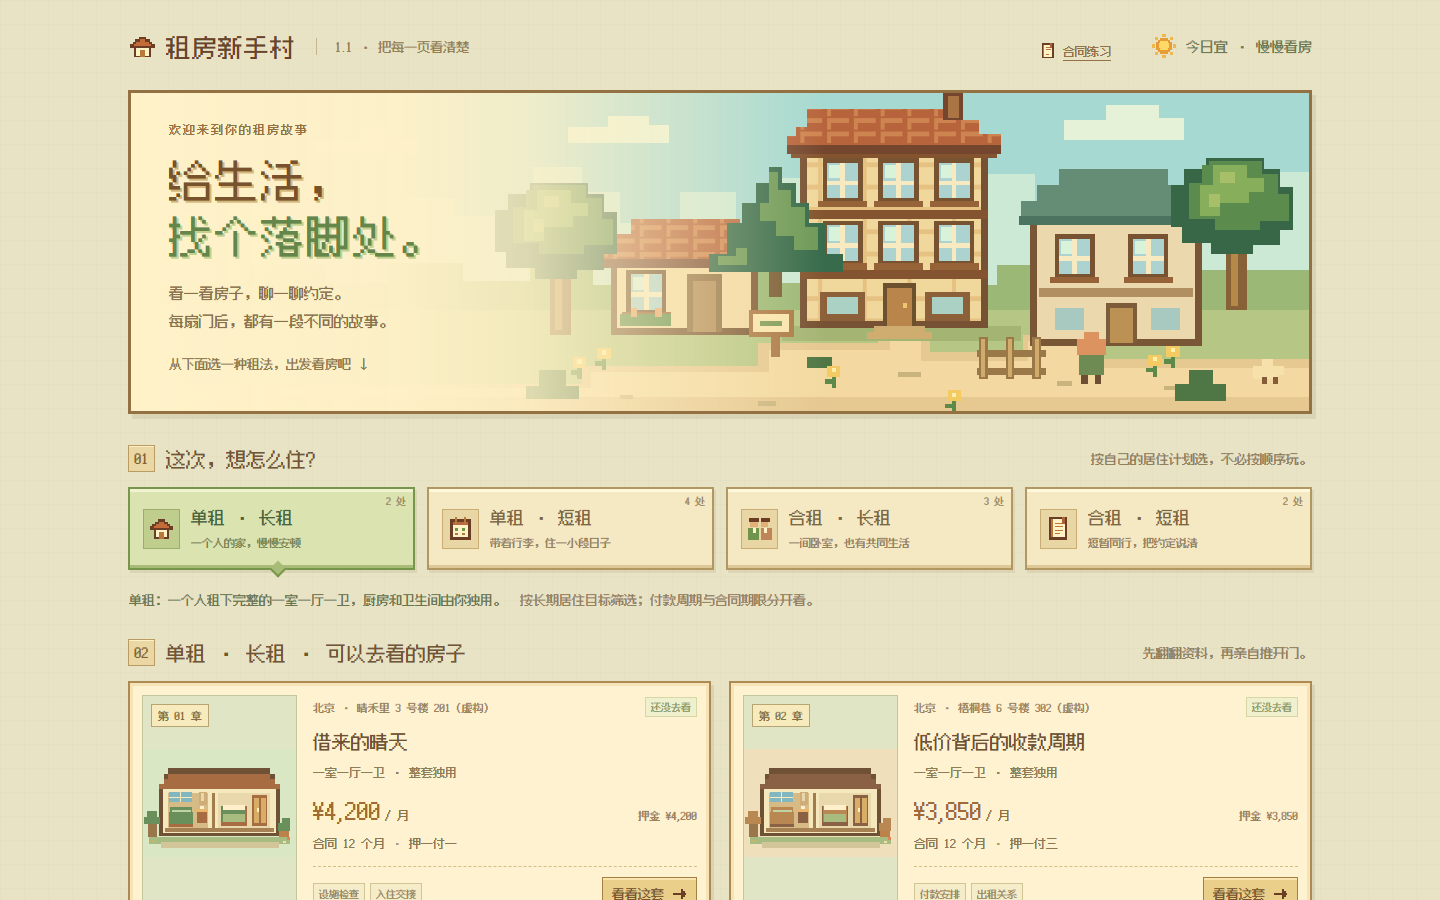 租房新手村
1.1 · 把每一页看清楚
合同练习
今日宜 · 慢慢看房
欢迎来到你的租房故事
给生活，
找个落脚处。
看一看房子，聊一聊约定。
每扇门后，都有一段不同的故事。
从下面选一种租法，出发看房吧 ↓
01 这次，想怎么住？
按自己的居住计划选，不必按顺序玩。
2 处
单租 · 长租
一个人的家，慢慢安顿
4 处
单租 · 短租
带着行李，住一小段日子
3 处
合租 · 长租
一间卧室，也有共同生活
2 处
合租 · 短租
短暂同行，把约定说清
单租：一个人租下完整的一室一厅一卫，厨房和卫生间由你独用。 按长期居住目标筛选；付款周期与合同期限分开看。
02 单租 · 长租 · 可以去看的房子
先翻翻资料，再亲自推开门。
第 01 章
北京 · 晴禾里 3 号楼 201（虚构）
还没去看
借来的晴天
一室一厅一卫 · 整套独用
¥4,200 / 月
押金 ¥4,200
合同 12 个月 · 押一付一
设施检查
入住交接
看看这套 →
第 02 章
北京 · 梧桐巷 6 号楼 302（虚构）
还没去看
低价背后的收款周期
一室一厅一卫 · 整套独用
¥3,850 / 月
押金 ¥3,850
合同 12 个月 · 押一付三
付款安排
出租关系
看看这套 →